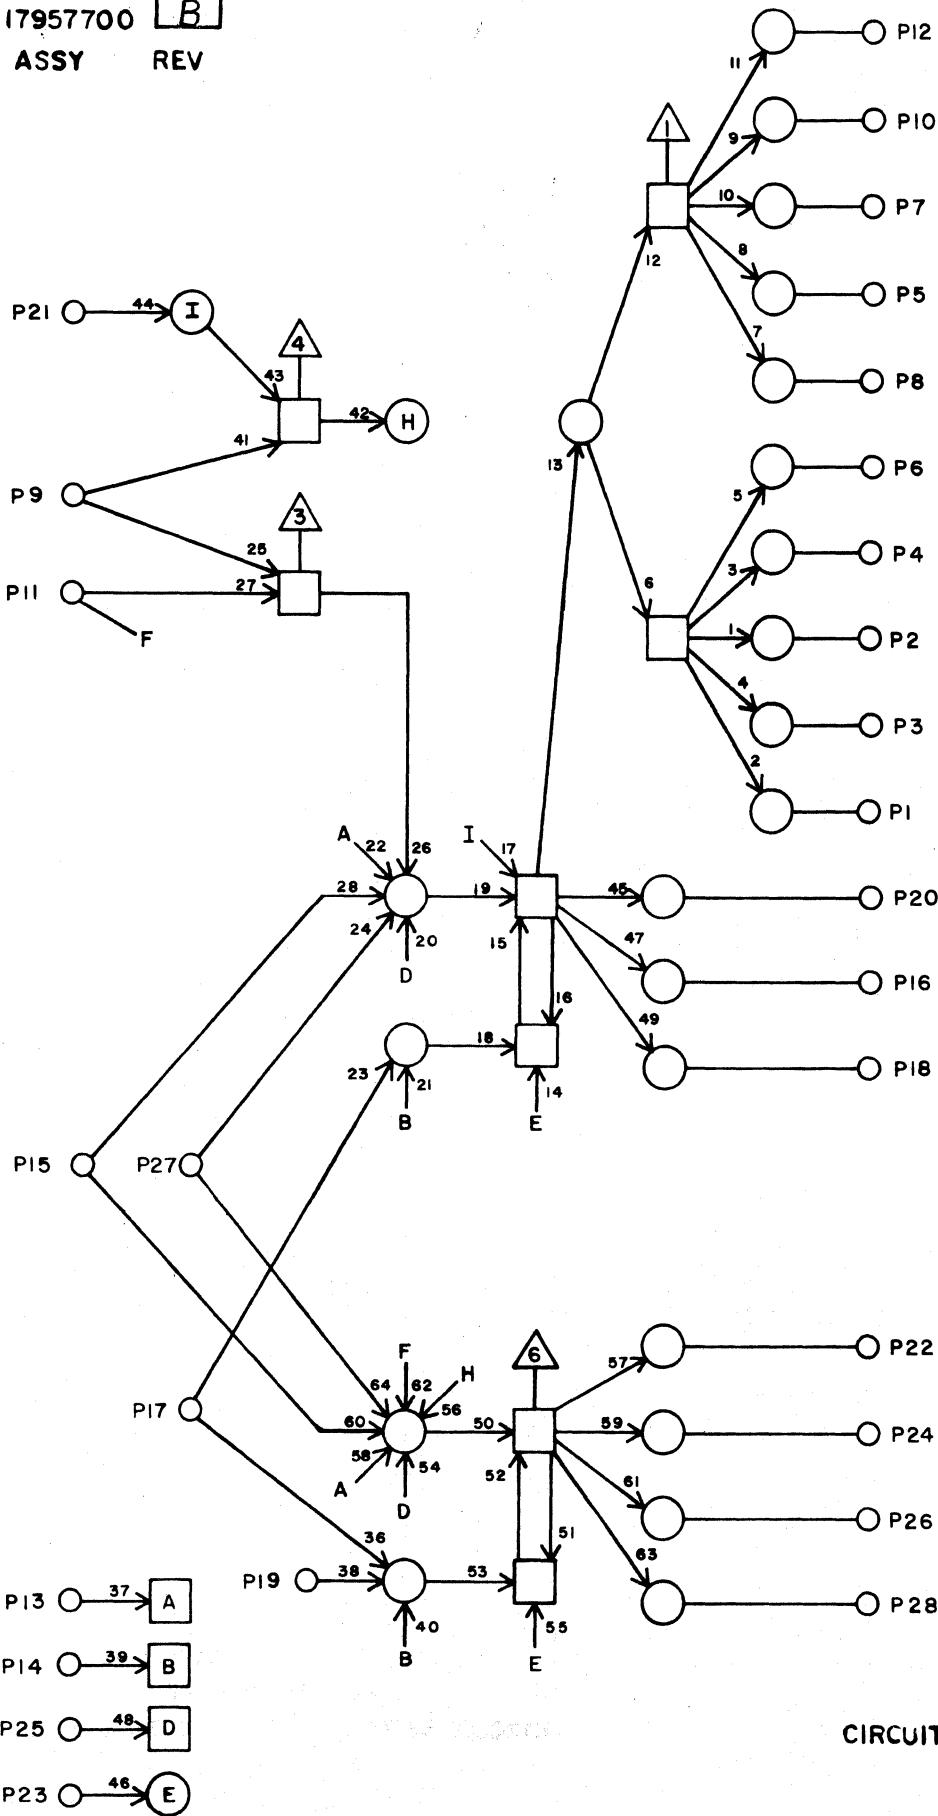 17957700 B
ASSY REV
P12
11
P10
1
9
10
P7
8
12
P5
7
P8
P21
44
I
4
43
42
H
41
13
P6
5
P9
3
P4
3
25
27
6
P11
F
1
P2
4
P3
2
P1
A
22
26
I
17
28
19
45
P20
24
20
15
47
D
P16
16
49
18
P18
23
21
14
B
E
P15
P27
F
6
P22
H
57
64
62
56
P17
60
50
59
P24
58
54
52
A
D
61
P26
36
51
63
P19
38
53
P28
P13
37
A
40
55
B
E
P14
39
B
P25
48
D
CIRCUIT
P23
46
E